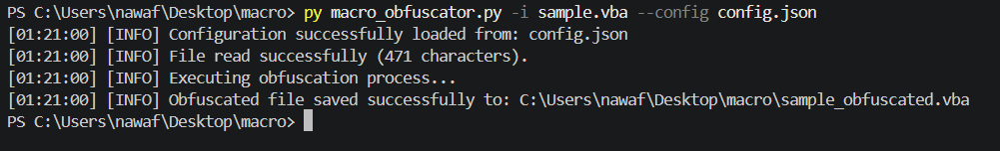 PS C:\Users\nawaf\Desktop\macro> py macro_obfuscator.py -i sample.vba --config config.json
[01:21:00] [INFO] Configuration successfully loaded from: config.json
[01:21:00] [INFO] File read successfully (471 characters).
[01:21:00] [INFO] Executing obfuscation process...
[01:21:00] [INFO] Obfuscated file saved successfully to: C:\Users\nawaf\Desktop\macro\sample_obfuscated.vba
PS C:\Users\nawaf\Desktop\macro>